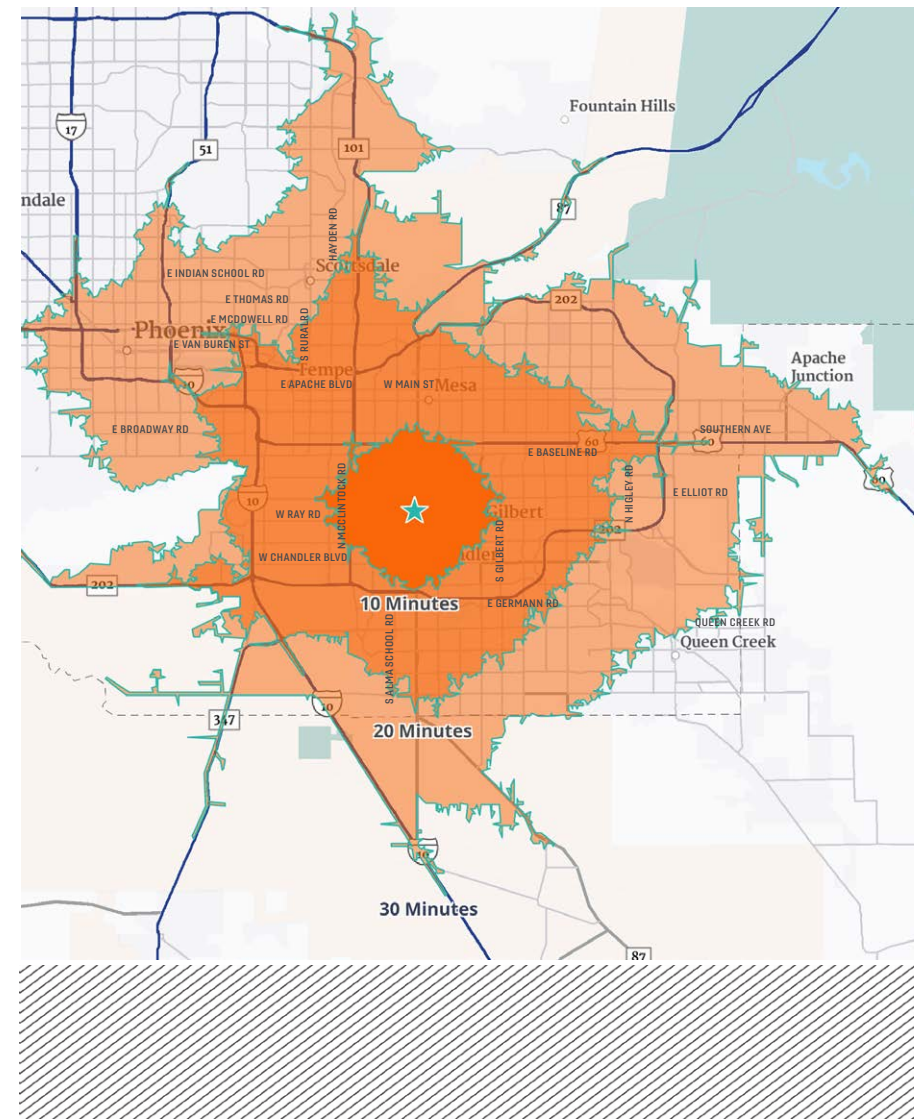 Fountain Hills
17
51
101
ndale
87
HAYDEN RD
E INDIAN SCHOOL RD
Scottsdale
E THOMAS RD
202
E MCDOWELL RD
Phoenix
S RURAL RD
E VAN BUREN ST
Apache
Junction
Tempe
10
E APACHE BLVD
W MAIN ST
Mesa
E BROADWAY RD
SOUTHERN AVE
60
60
E BASELINE RD
60
N MCCLINTOCK RD
N HIGLEY RD
E ELLIOT RD
10
W RAY RD
Gilbert
S GILBERT RD
202
W CHANDLER BLVD
ndler
202
10 Minutes
E GERMANN RD
S ALMA SCHOOL RD
QUEEN CREEK RD
Queen Creek
10
347
20 Minutes
10
30 Minutes
87